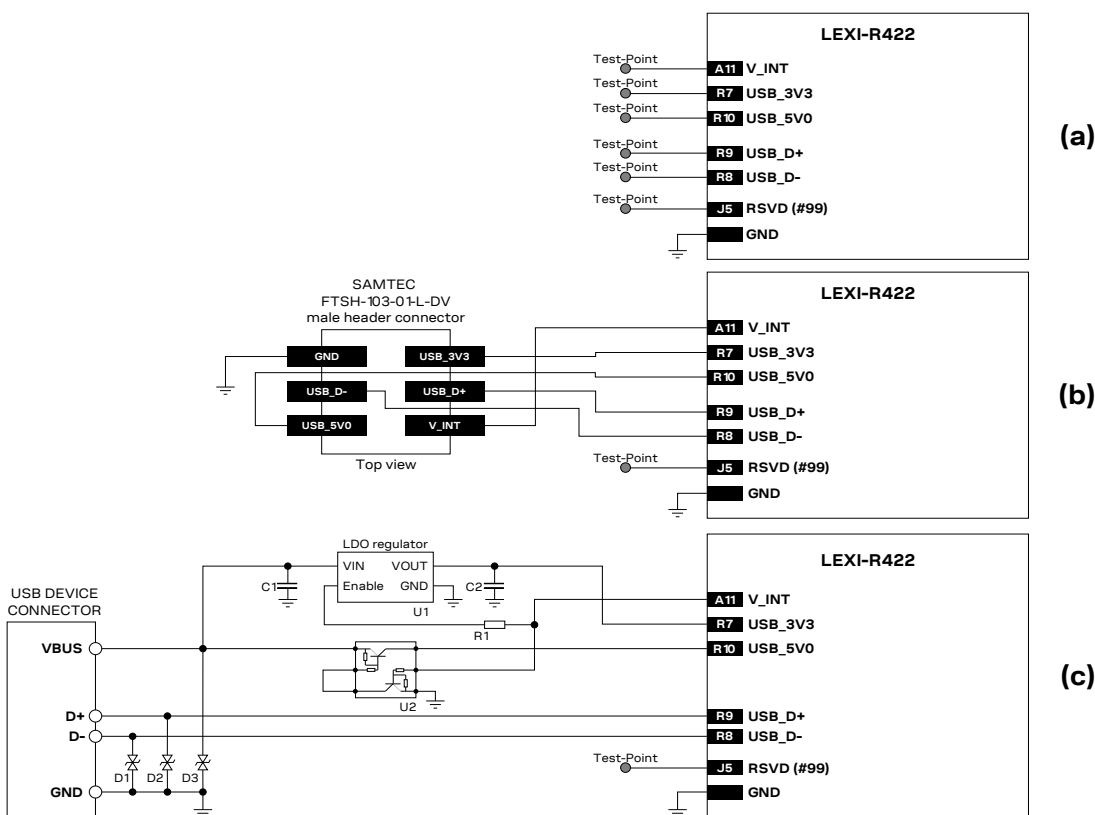 LEXI-R422
Test-Point
A11 V_INT
Test-Point
R7 USB_3V3
Test-Point
R10 USB_5V0
(a)
Test-Point
R9 USB_D+
Test-Point
R8 USB_D-
Test-Point
J5 RSVD (#99)
GND
SAMTEC
FTSH-103-01-L-DV
male header connector
LEXI-R422
A11 V_INT
GND USB_3V3
R7 USB_3V3
R10 USB_5V0
USB_D- USB_D+
(b)
R9 USB_D+
USB_5V0 V_INT
R8 USB_D-
Top view
Test-Point
J5 RSVD (#99)
GND
LDO regulator
LEXI-R422
VIN VOUT
C1 Enable GND C2
USB DEVICE
CONNECTOR
U1
A11 V_INT
R7 USB_3V3
R1
VBUS
R10 USB_5V0
(c)
U2
D+
R9 USB_D+
D-
R8 USB_D-
Test-Point
D1 D2 D3
J5 RSVD (#99)
GND
GND